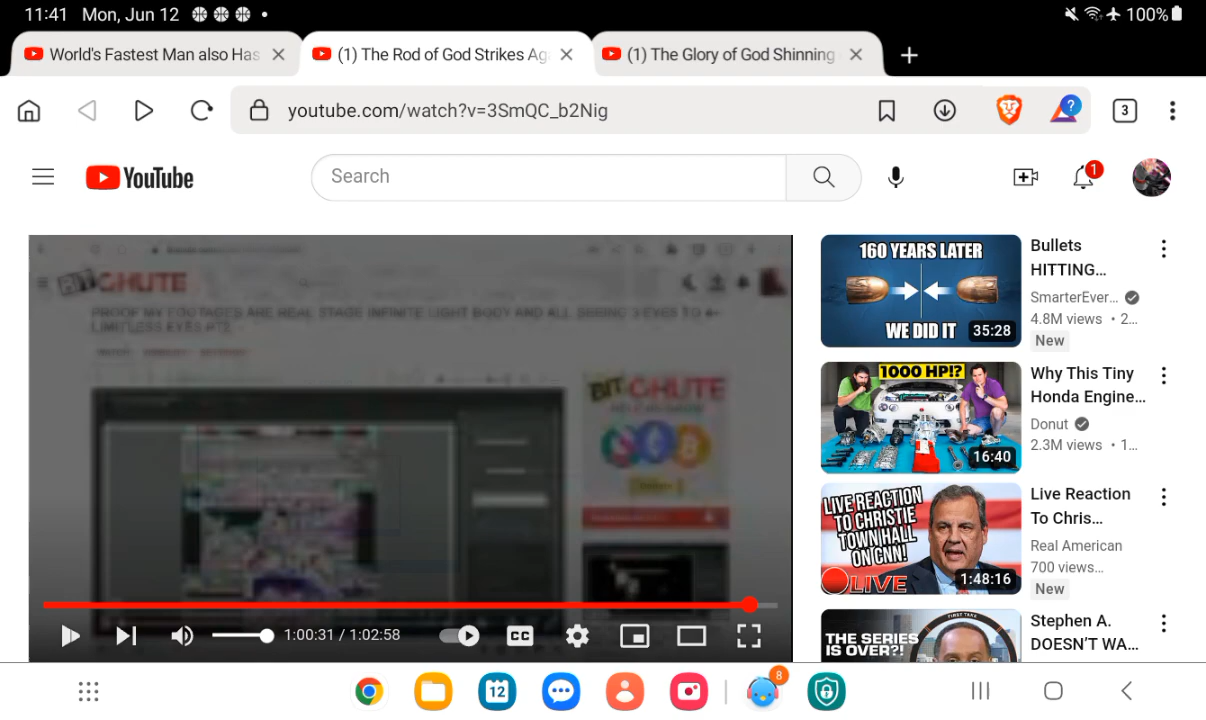 11:41 Mon, Jun 12
100%
World's Fastest Man also Has
(1) The Rod of God Strikes Aga
(1) The Glory of God Shinning
youtube.com/watch?v=3SmQC_b2Nig
?
3
YouTube
Search
1
BITCHUTE
PROOF MY FOOTAGES ARE REAL STAGE INFINITE LIGHT BODY AND ALL SEEING 3 EYES TO
LIMITLESS EYES PT2
BITCHUTE
1:00:31 / 1:02:58
CC
160 YEARS LATER
WE DID IT
35:28
Bullets
HITTING...
SmarterEver...
4.8M views • 2...
New
1000 HP!?
16:40
Why This Tiny
Honda Engine...
Donut
2.3M views • 1...
LIVE REACTION
TO CHRISTIE
TOWN HALL
ON CNN!
LIVE
1:48:16
Live Reaction
To Chris...
Real American
700 views...
New
FIRST TAKE
THE SERIES
IS OVER?!
Stephen A.
DOESN'T WA...
12
8